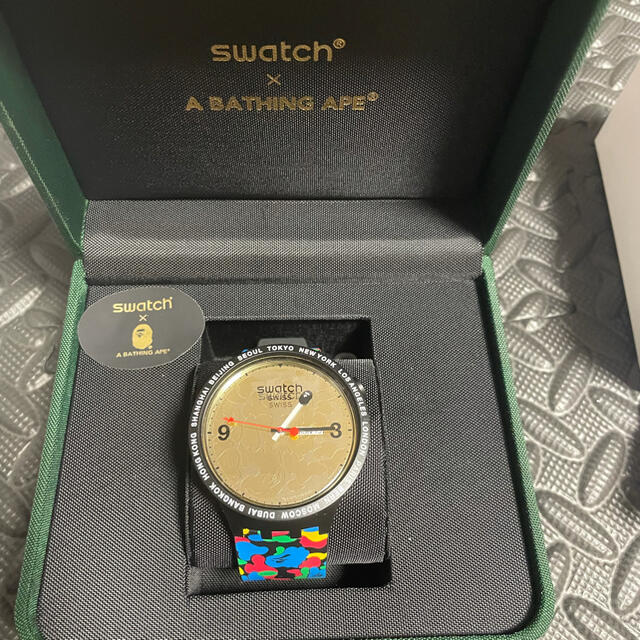 swatch®
×
A BATHING APE®
swatch®
×
A BATHING APE®
swatch
SWISS
9
3
HONG KONG SHANGHAI BEIJING SEOUL TOKYO NEW YORK LOS ANGELES LONDON
MOSCOW DUBAI BANGKOK